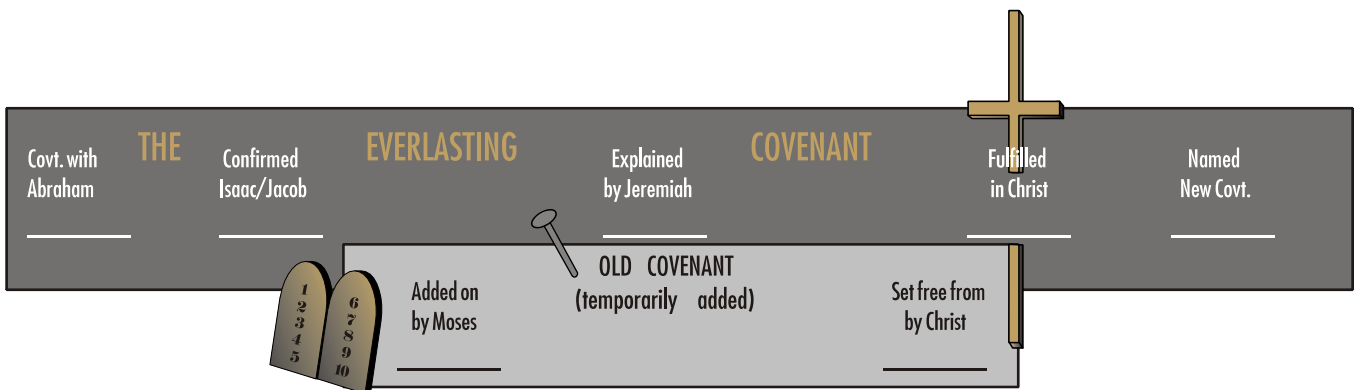 THE EVERLASTING COVENANT
Covt. with
Abraham
Confirmed
Isaac/Jacob
Explained
by Jeremiah
Fulfilled
in Christ
Named
New Covt.
OLD COVENANT
(temporarily added)
Added on
by Moses
Set free from
by Christ
1
2
3
4
5
6
7
8
9
10